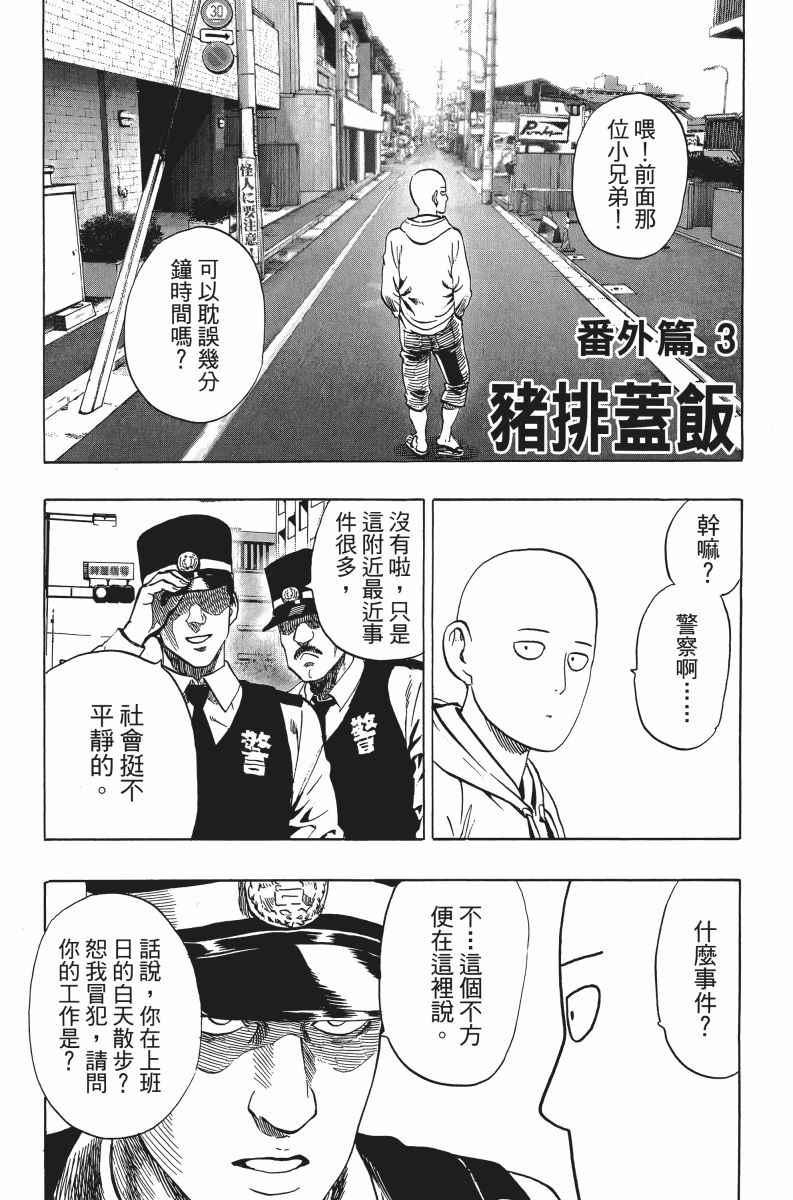 喂！前面那
位小兄弟！
番外篇.3
豬排蓋飯
可以耽誤幾分
鐘時間嗎？
30
怪人に要注意！
幹嘛？
警察啊……
沒有啦，只是
這附近最近事
件很多，
社會挺不
平靜的。
警
警
什麼事件？
不…這個不方
便在這裡說。
話說，你在上班
日的白天散步？
恕我冒犯，請問
你的工作是？